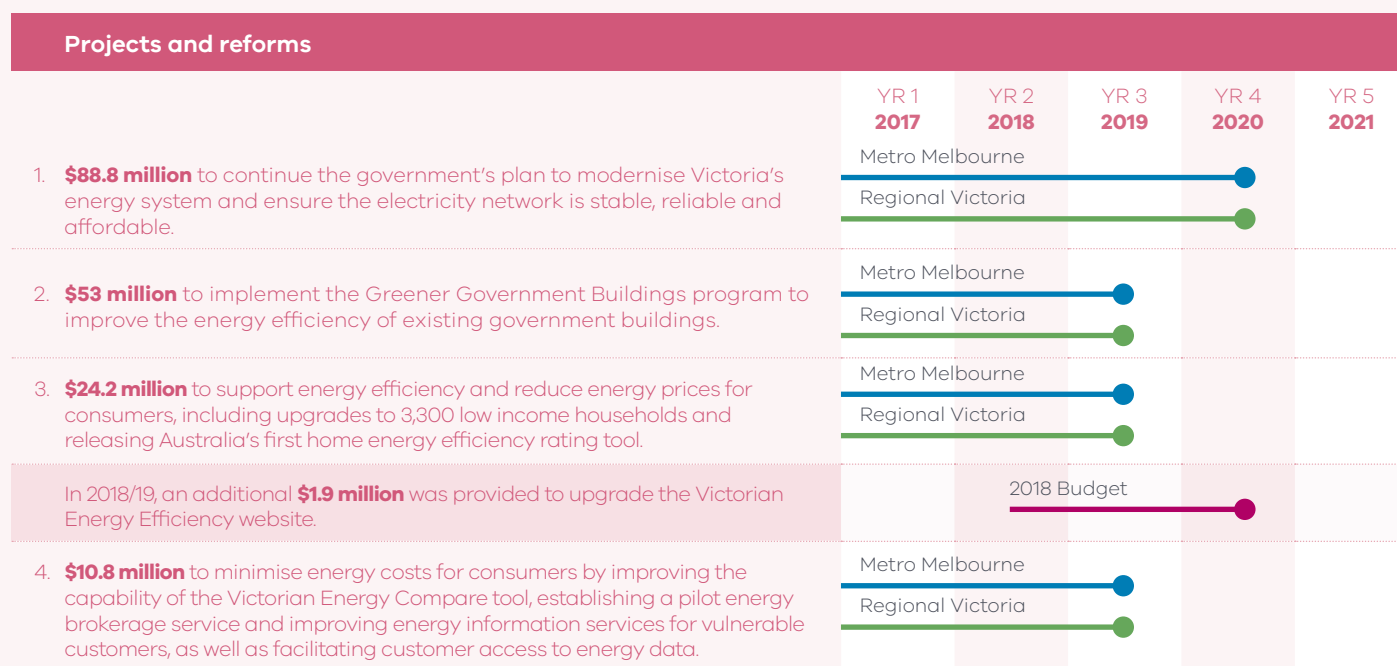 Projects and reforms
YR 1 YR 2 YR 3 YR 4 YR 5
2017 2018 2019 2020 2021
1. $88.8 million to continue the government’s plan to modernise Victoria’s
energy system and ensure the electricity network is stable, reliable and
affordable.
Metro Melbourne
Regional Victoria
2. $53 million to implement the Greener Government Buildings program to
improve the energy efficiency of existing government buildings.
Metro Melbourne
Regional Victoria
3. $24.2 million to support energy efficiency and reduce energy prices for
consumers, including upgrades to 3,300 low income households and
releasing Australia’s first home energy efficiency rating tool.
Metro Melbourne
Regional Victoria
In 2018/19, an additional $1.9 million was provided to upgrade the Victorian
Energy Efficiency website.
2018 Budget
4. $10.8 million to minimise energy costs for consumers by improving the
capability of the Victorian Energy Compare tool, establishing a pilot energy
brokerage service and improving energy information services for vulnerable
customers, as well as facilitating customer access to energy data.
Metro Melbourne
Regional Victoria